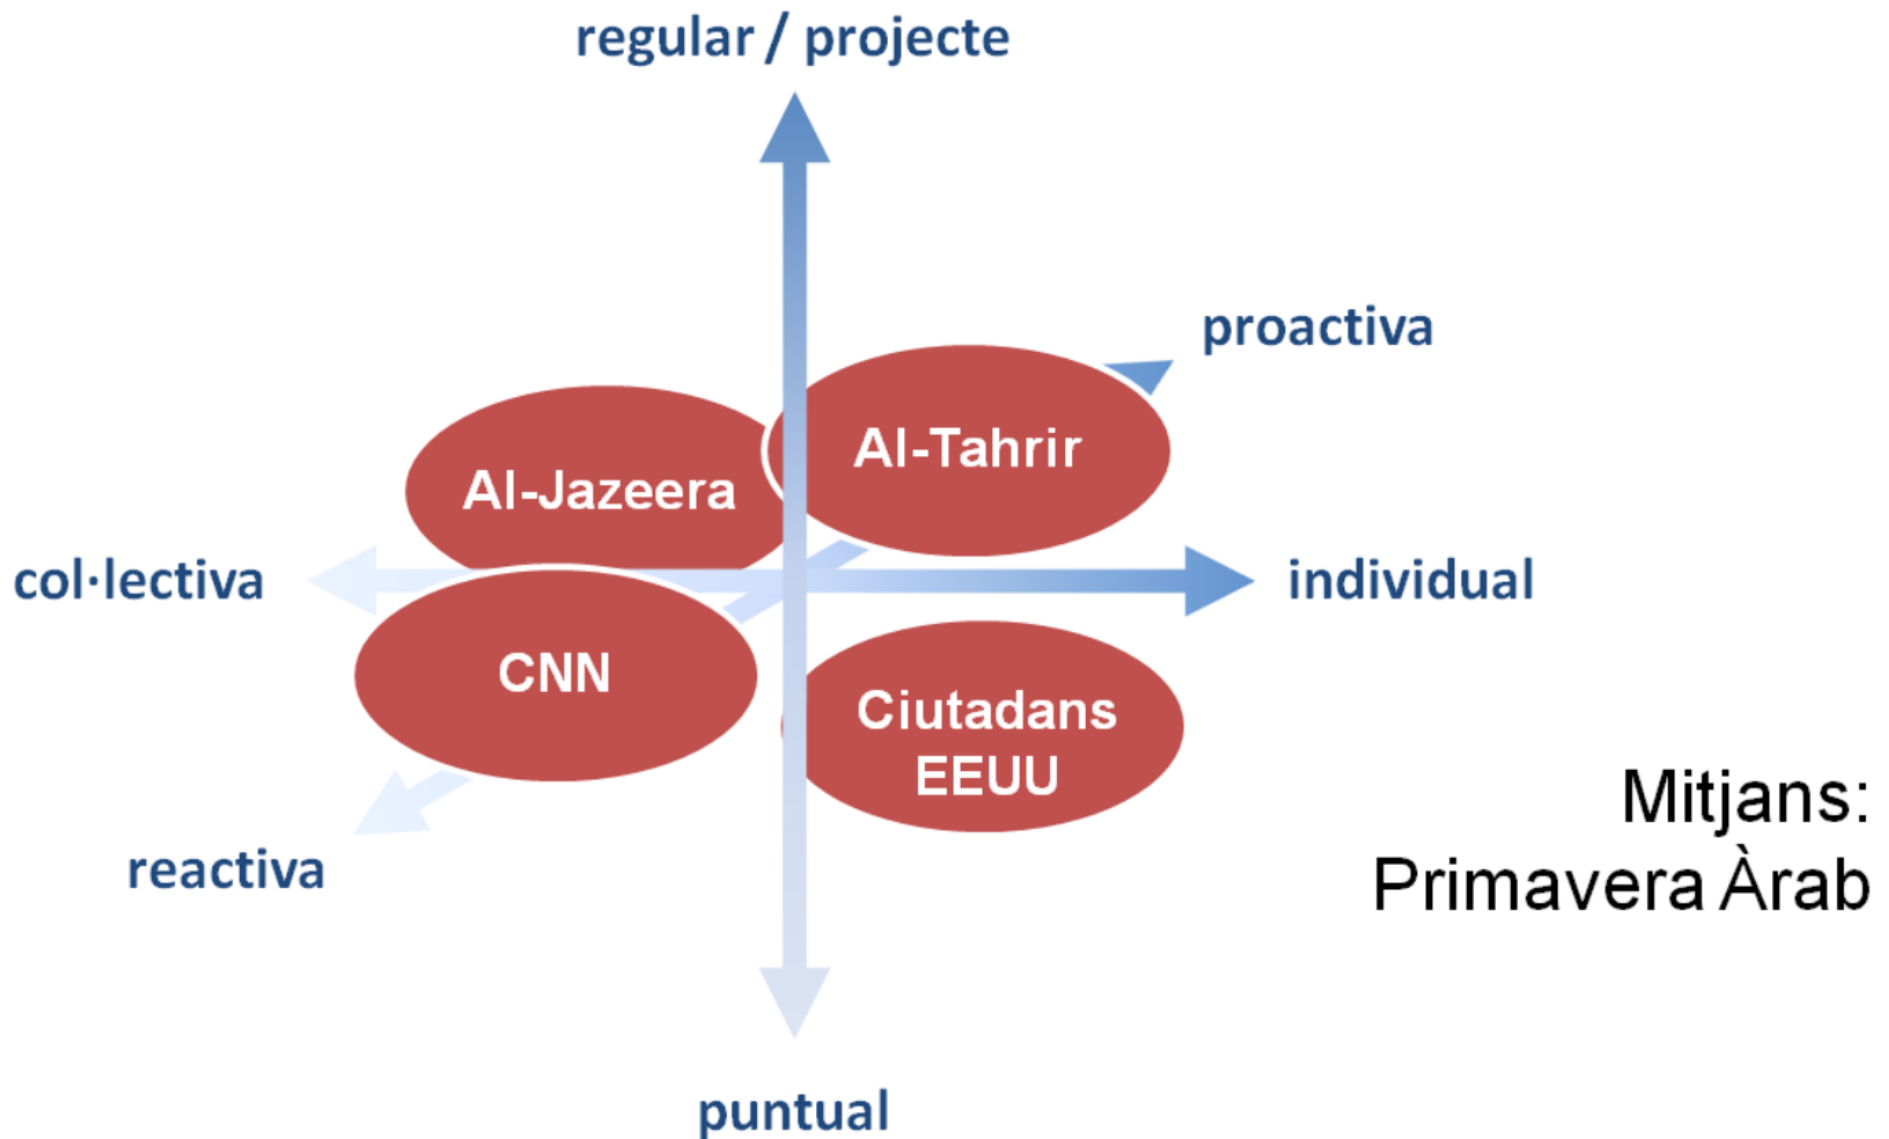 regular / projecte
proactiva
Al-Tahrir
Al-Jazeera
col·lectiva
individual
CNN
Ciutadans
EEUU
Mitjans:
Primavera Àrab
reactiva
puntual